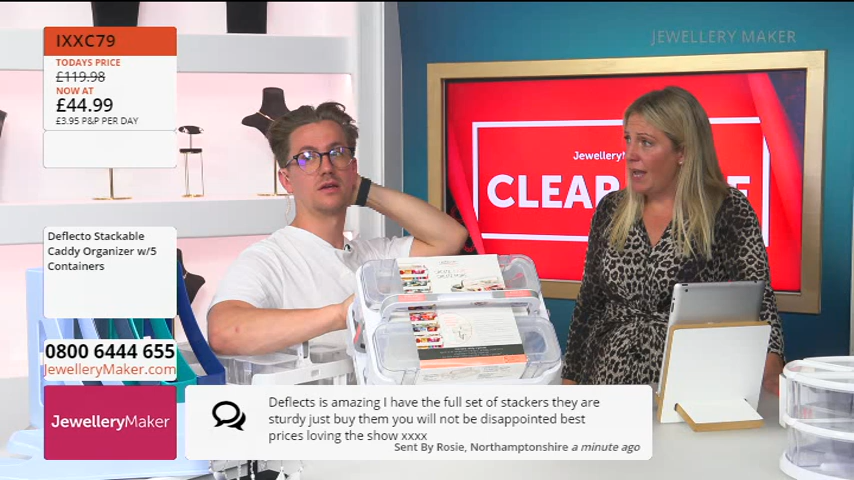 IXXC79
TODAYS PRICE
£119.98
NOW AT
£44.99
£3.95 P&P PER DAY
Deflecto Stackable
Caddy Organizer w/5
Containers
0800 6444 655
JewelleryMaker.com
JewelleryMaker
Deflects is amazing I have the full set of stackers they are
sturdy just buy them you will not be disappointed best
prices loving the show xxxx
Sent By Rosie, Northamptonshire a minute ago
JEWELLERY MAKER